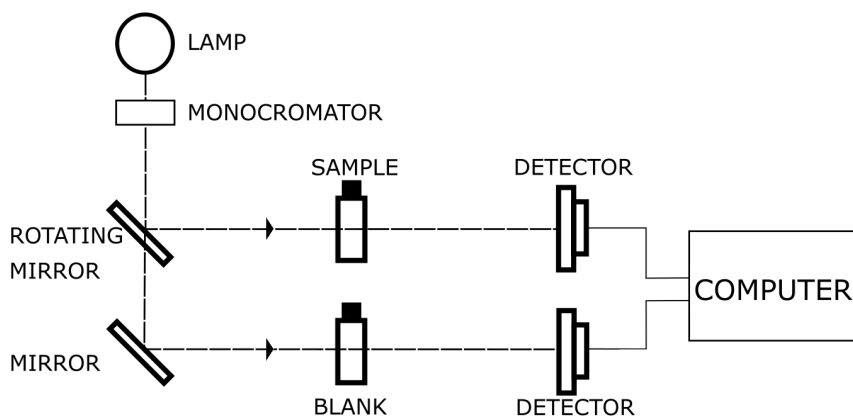 LAMP
MONOCROMATOR
SAMPLE
DETECTOR
ROTATING
MIRROR
COMPUTER
MIRROR
BLANK
DETECTOR